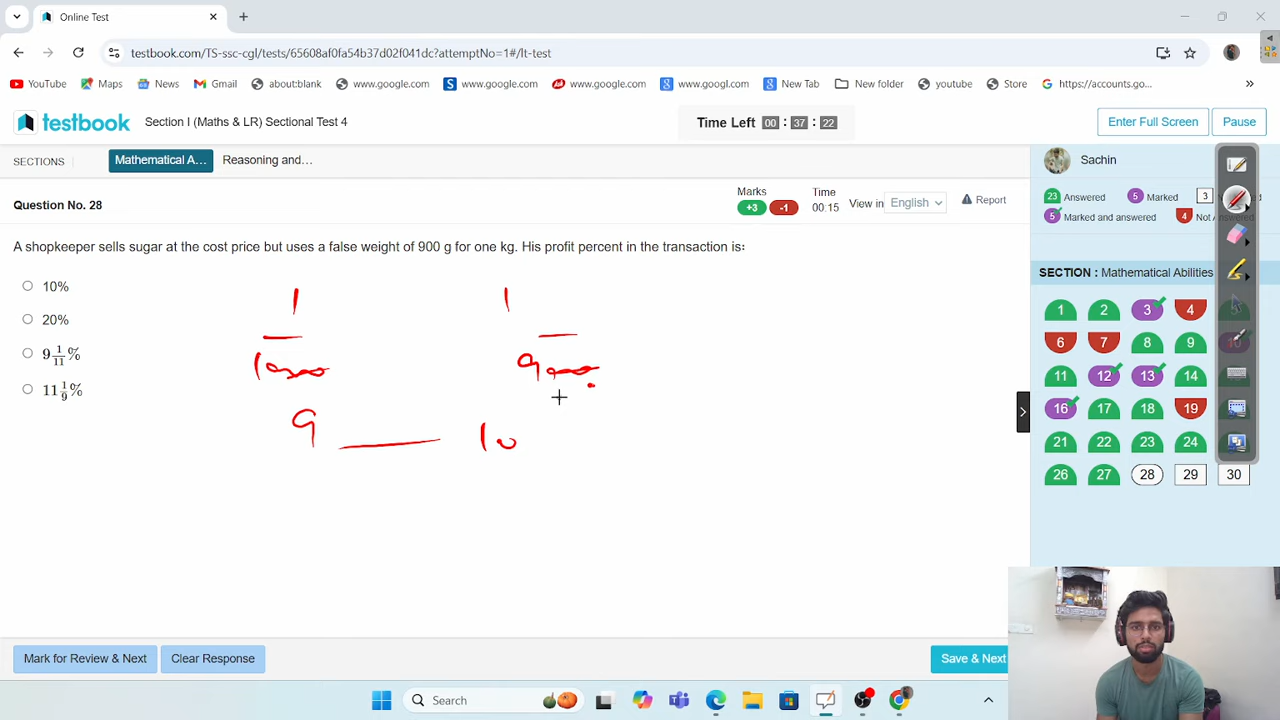 Online Test
testbook.com/TS-ssc-cgl/tests/65608af0fa54b37d02f041dc?attemptNo=1#/lt-test
YouTube Maps News Gmail about:blank www.google.com www.google.com www.google.com www.googl.com New Tab New folder youtube Store https://accounts.go...
testbook Section I (Maths & LR) Sectional Test 4 Time Left 00 : 37 : 22 Enter Full Screen Pause
SECTIONS Mathematical A... Reasoning and...
Sachin
Question No. 28
Marks +3 -1
Time 00:15
View in English
Report
23 Answered 5 Marked 3
5 Marked and answered 4 Not
A shopkeeper sells sugar at the cost price but uses a false weight of 900 g for one kg. His profit percent in the transaction is:
10%
20%
9 1/11 %
11 1/9 %
1 1
1000 900
9 10
SECTION : Mathematical Abilities
1 2 3 4 5
6 7 8 9 10
11 12 13 14
16 17 18 19
21 22 23 24
26 27 28 29 30
Mark for Review & Next Clear Response Save & Next
Search